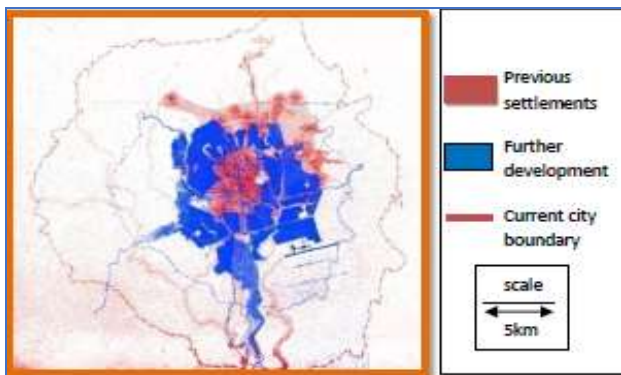 Previous
settlements
Further
development
Current city
boundary
scale
5km